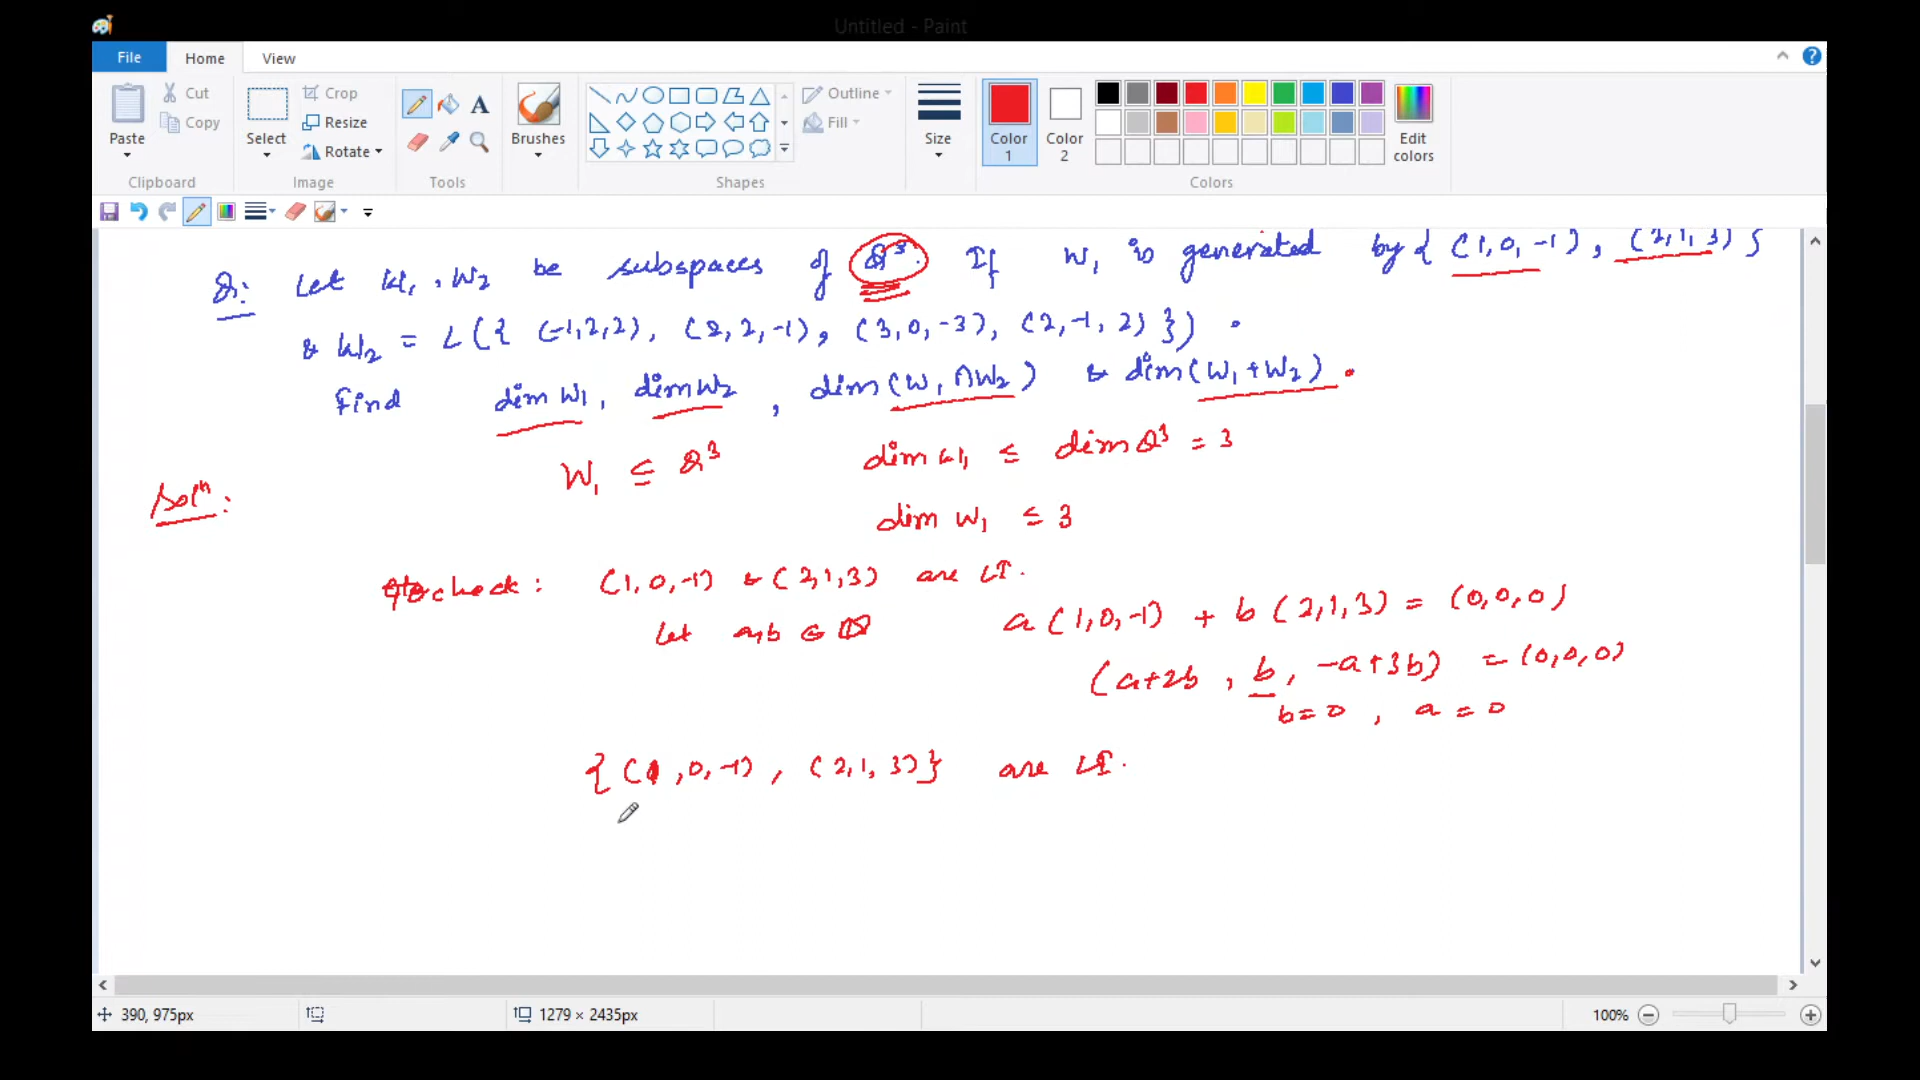 Untitled - Paint
File Home View
Paste Cut Copy Clipboard
Select Crop Resize Rotate Image
Tools
Brushes
Shapes
Outline Fill
Size
Color 1
Color 2
Edit colors
Colors
Q: Let W₁, W₂ be subspaces of Q³. If W₁ is generated by { (1,0,-1), (2,1,3) }
& W₂ = L({ (-1,2,2), (2,2,-1), (3,0,-3), (2,-1,2) }).
Find dim W₁, dim W₂, dim(W₁∩W₂) & dim(W₁+W₂).
Solⁿ: W₁ ⊆ Q³ dim W₁ ≤ dim Q³ = 3
dim W₁ ≤ 3
To check: (1,0,-1) & (2,1,3) are LI.
Let a,b ∈ Q a(1,0,-1) + b(2,1,3) = (0,0,0)
(a+2b, b, -a+3b) = (0,0,0)
b=0, a=0
{(1,0,-1), (2,1,3)} are LI.
390, 975px 1279 × 2435px 100%